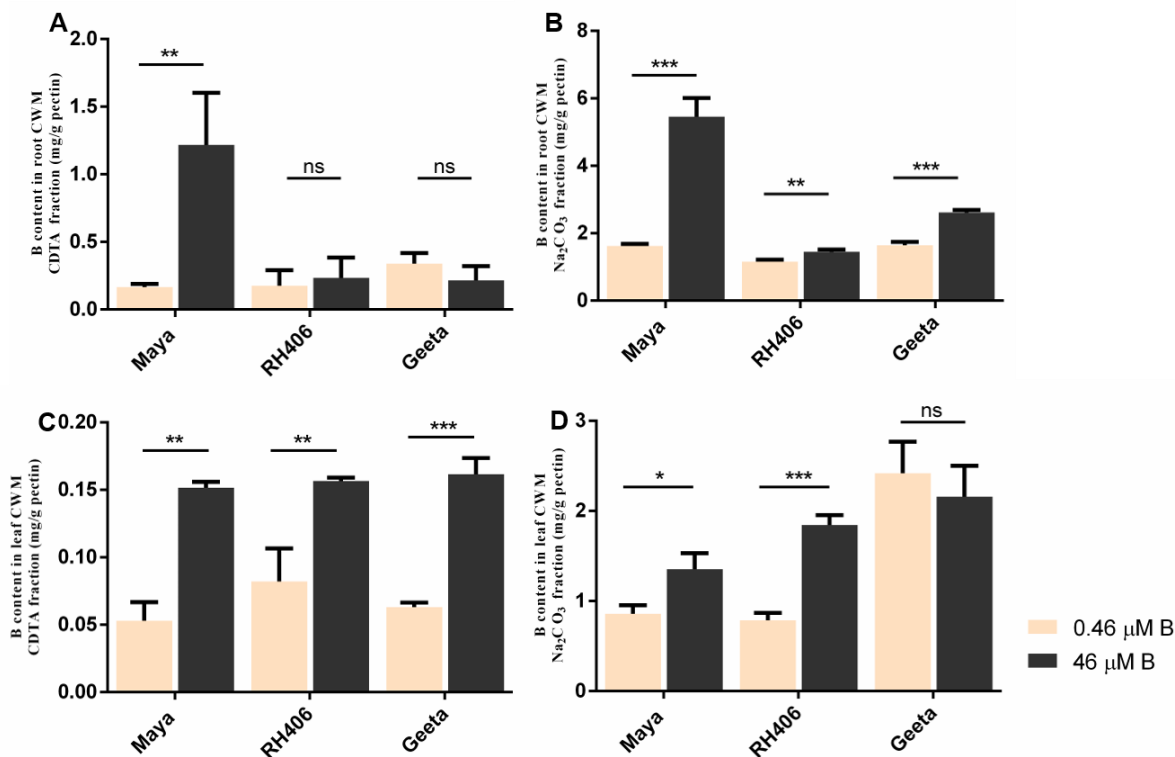 A
B content in root CWM
CDTA fraction (mg/g pectin)
2.0
1.5
1.0
0.5
0.0
**
ns
ns
Maya
RH406
Geeta
B
B content in root CWM
Na₂CO₃ fraction (mg/g pectin)
8
6
4
2
0
***
**
***
Maya
RH406
Geeta
C
B content in leaf CWM
CDTA fraction (mg/g pectin)
0.20
0.15
0.10
0.05
0.00
**
**
***
Maya
RH406
Geeta
D
B content in leaf CWM
Na₂CO₃ fraction (mg/g pectin)
3
2
1
0
*
***
ns
Maya
RH406
Geeta
0.46 μM B
46 μM B